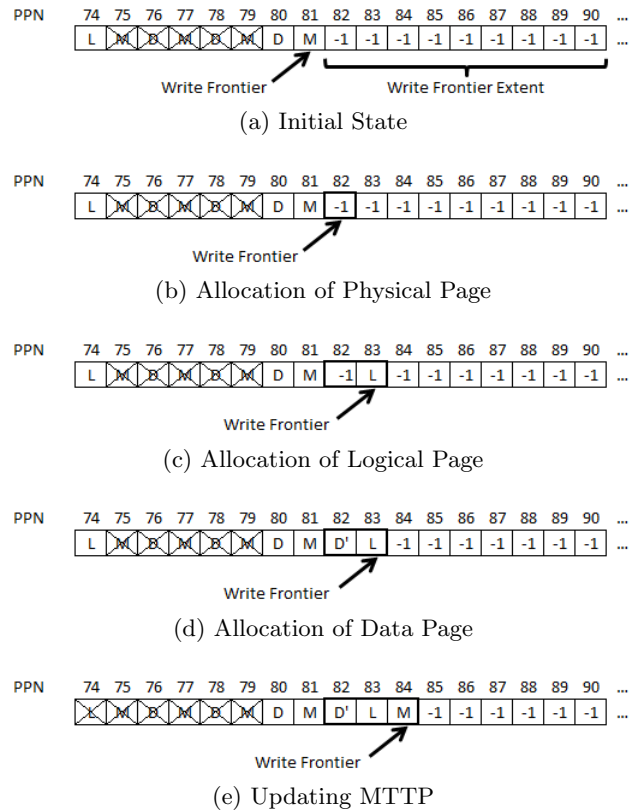 PPN 74 75 76 77 78 79 80 81 82 83 84 85 86 87 88 89 90 ...
L M D M D M D M -1 -1 -1 -1 -1 -1 -1 -1 -1
Write Frontier Write Frontier Extent
(a) Initial State
PPN 74 75 76 77 78 79 80 81 82 83 84 85 86 87 88 89 90 ...
L M D M D M D M -1 -1 -1 -1 -1 -1 -1 -1 -1
Write Frontier
(b) Allocation of Physical Page
PPN 74 75 76 77 78 79 80 81 82 83 84 85 86 87 88 89 90 ...
L M D M D M D M -1 L -1 -1 -1 -1 -1 -1 -1
Write Frontier
(c) Allocation of Logical Page
PPN 74 75 76 77 78 79 80 81 82 83 84 85 86 87 88 89 90 ...
L M D M D M D M D' L -1 -1 -1 -1 -1 -1 -1
Write Frontier
(d) Allocation of Data Page
PPN 74 75 76 77 78 79 80 81 82 83 84 85 86 87 88 89 90 ...
L M D M D M D M D' L M -1 -1 -1 -1 -1 -1
Write Frontier
(e) Updating MTTP